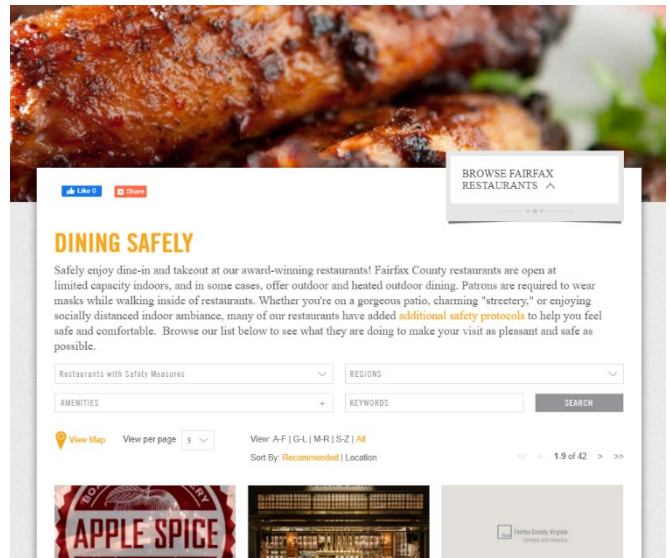 BROWSE FAIRFAX
RESTAURANTS
Like 0
Share
DINING SAFELY
Safely enjoy dine-in and takeout at our award-winning restaurants! Fairfax County restaurants are open at
limited capacity indoors, and in some cases, offer outdoor and heated outdoor dining. Patrons are required to wear
masks while walking inside of restaurants. Whether you're on a gorgeous patio, charming "streetery," or enjoying
socially distanced indoor ambiance, many of our restaurants have added additional safety protocols to help you feel
safe and comfortable. Browse our list below to see what they are doing to make your visit as pleasant and safe as
possible.
Restaurants with Safety Measures
REGIONS
AMENITIES +
KEYWORDS
SEARCH
View Map
View per page 9
View: A-F | G-L | M-R | S-Z | All
Sort By: Recommended | Location
<< < 1-9 of 42 > >>
APPLE SPICE
Fairfax County, Virginia
Connect with America